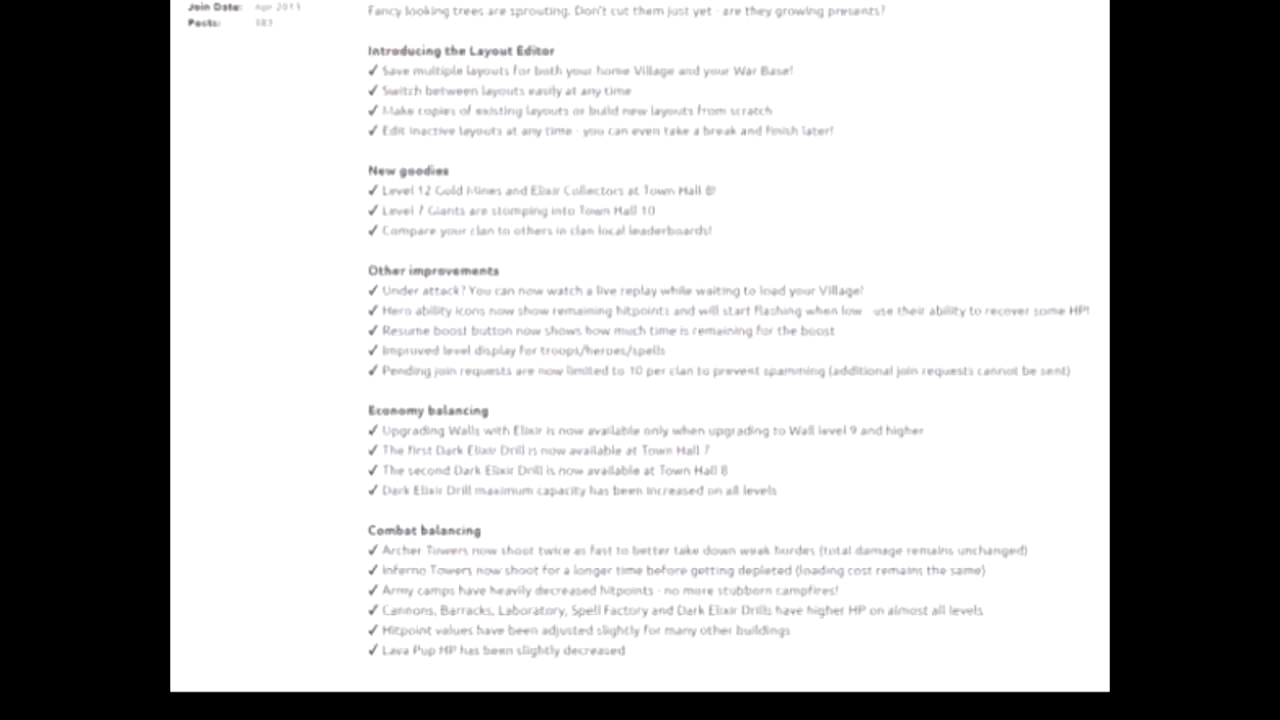 Join Date: Apr 2013
Posts:
Fancy looking trees are sprouting. Don't cut them just yet - are they growing presents?
Introducing the Layout Editor
✓ Save multiple layouts for both your home Village and your War Base!
✓ Switch between layouts easily at any time
✓ Make copies of existing layouts or build new layouts from scratch
✓ Edit inactive layouts at any time - you can even take a break and finish later!
New goodies
✓ Level 12 Gold Mines and Elixir Collectors at Town Hall 8!
✓ Level 7 Giants are stomping into Town Hall 10
✓ Compare your clan to others in clan local leaderboards!
Other improvements
✓ Under attack? You can now watch a live replay while waiting to load your Village!
✓ Hero ability icons now show remaining hitpoints and will start flashing when low - use their ability to recover some HP!
✓ Resume boost button now shows how much time is remaining for the boost
✓ Improved level display for troops/heroes/spells
✓ Pending join requests are now limited to 10 per clan to prevent spamming (additional join requests cannot be sent)
Economy balancing
✓ Upgrading Walls with Elixir is now available only when upgrading to Wall level 9 and higher
✓ The first Dark Elixir Drill is now available at Town Hall 7
✓ The second Dark Elixir Drill is now available at Town Hall 8
✓ Dark Elixir Drill maximum capacity has been increased on all levels
Combat balancing
✓ Archer Towers now shoot twice as fast to better take down weak hordes (total damage remains unchanged)
✓ Inferno Towers now shoot for a longer time before getting depleted (loading cost remains the same)
✓ Army camps have heavily decreased hitpoints - no more stubborn campfires!
✓ Cannons, Barracks, Laboratory, Spell Factory and Dark Elixir Drills have higher HP on almost all levels
✓ Hitpoint values have been adjusted slightly for many other buildings
✓ Lava Pup HP has been slightly decreased